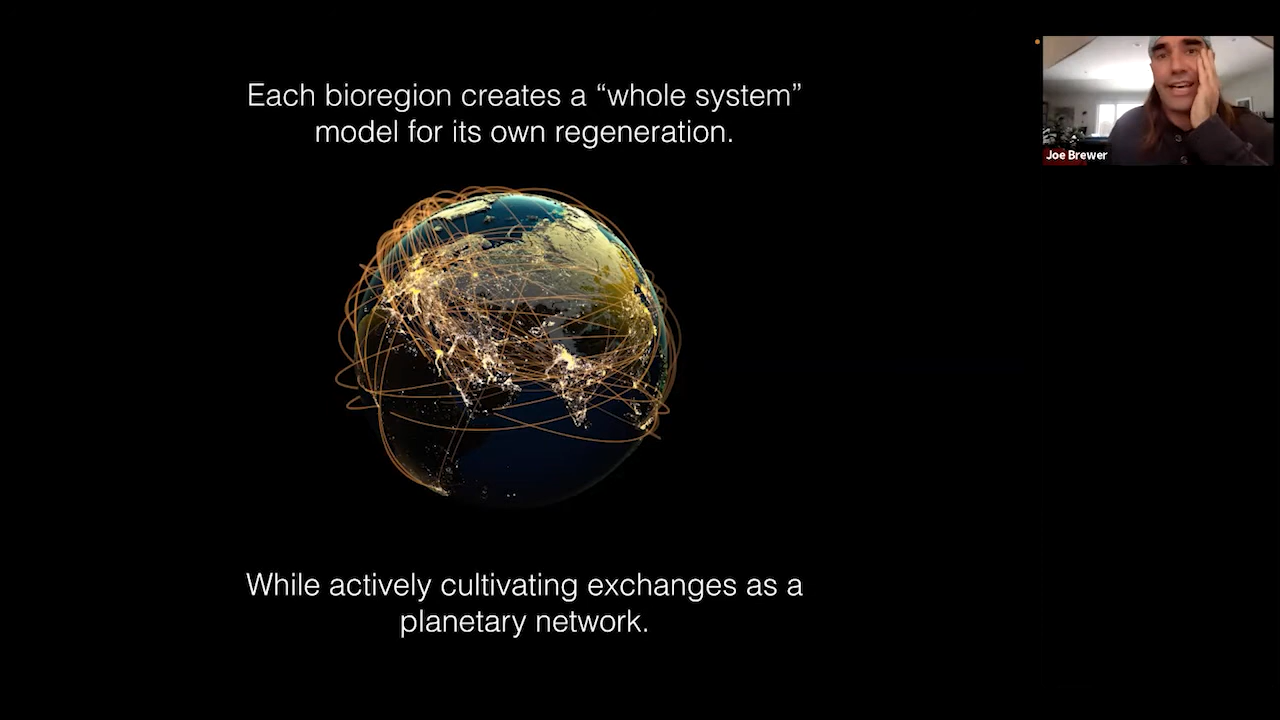 Each bioregion creates a “whole system”
model for its own regeneration.
Joe Brewer
While actively cultivating exchanges as a
planetary network.